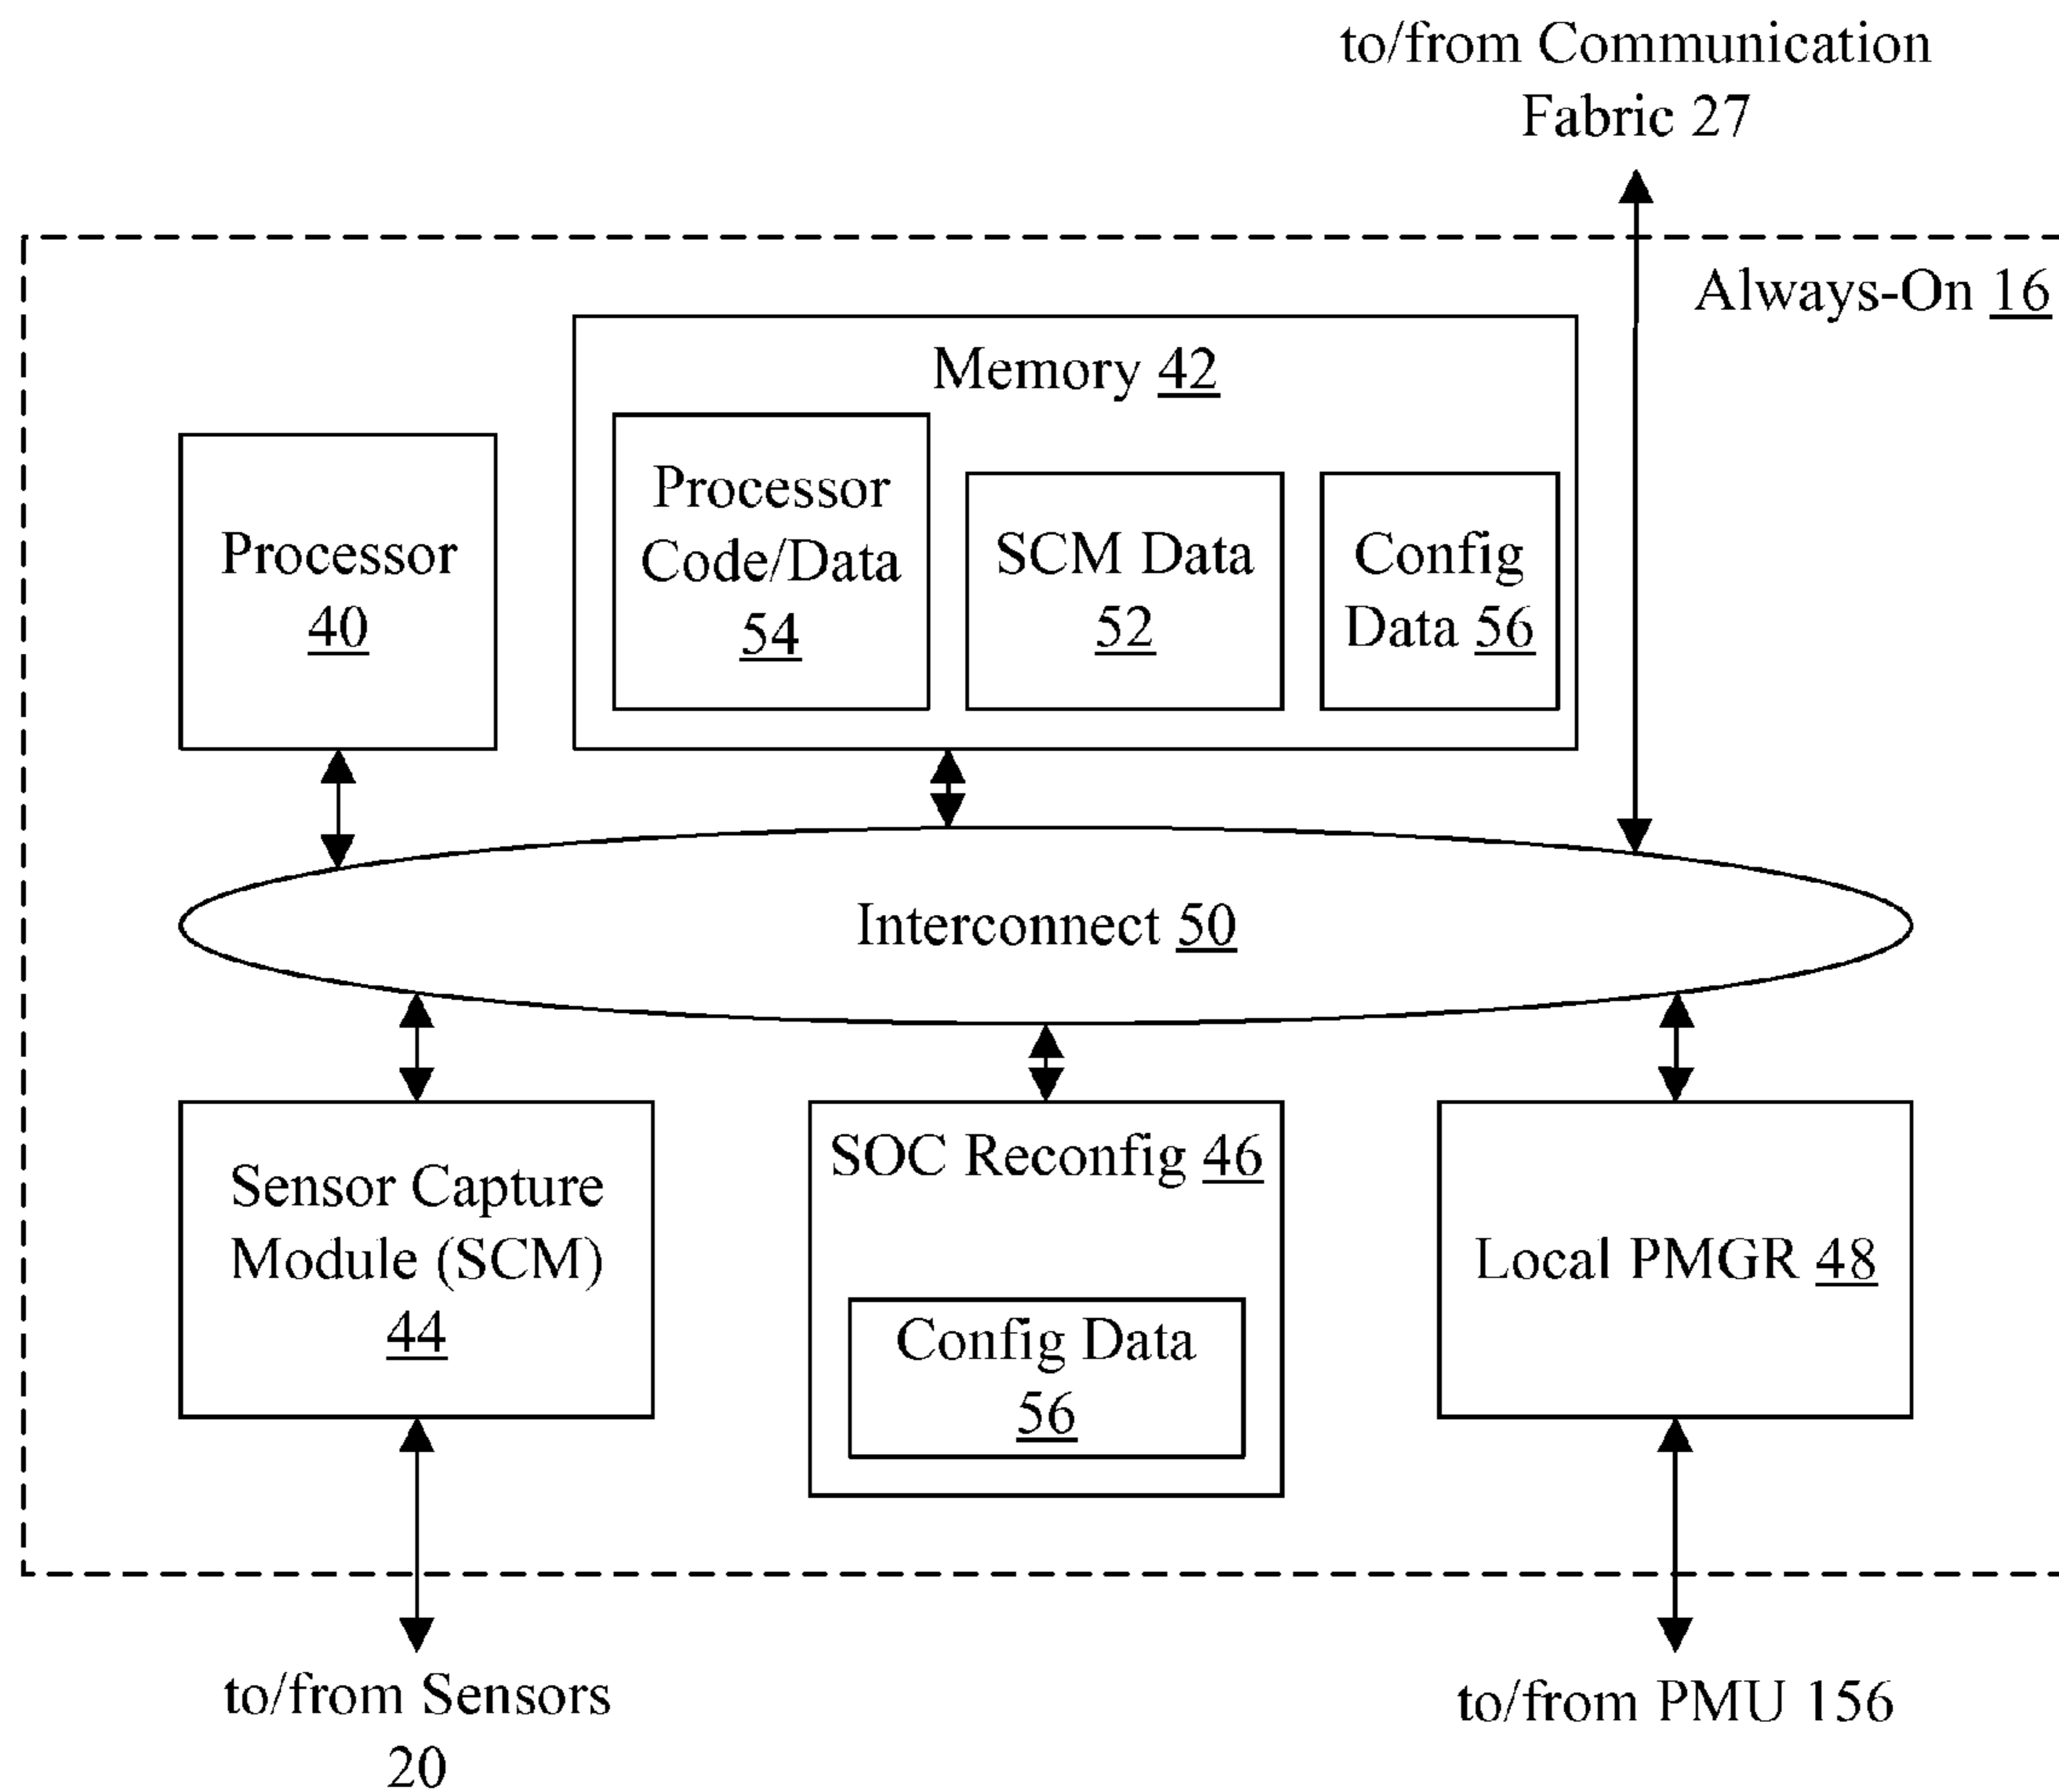 to/from Communication
Fabric 27
Always-On 16
Memory 42
Processor
40
Processor
Code/Data
54
SCM Data
52
Config
Data 56
Interconnect 50
Sensor Capture
Module (SCM)
44
SOC Reconfig 46
Config Data
56
Local PMGR 48
to/from Sensors
20
to/from PMU 156